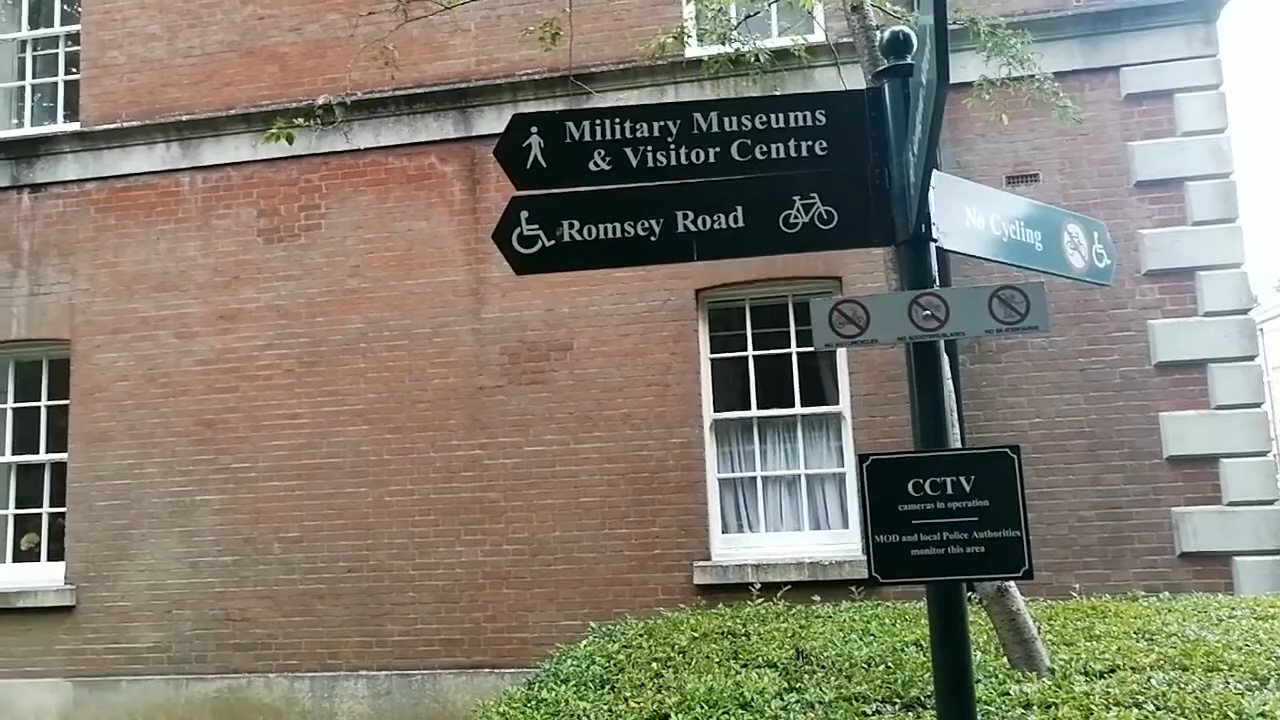 Military Museums
& Visitor Centre
Romsey Road
No Cycling
CCTV
cameras in operation
MOD and local Police Authorities
monitor this area